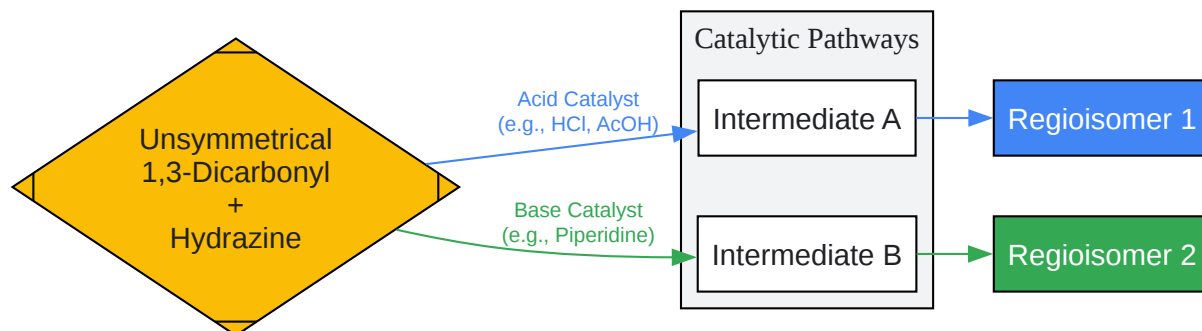 Unsymmetrical
1,3-Dicarbonyl
+
Hydrazine
Acid Catalyst
(e.g., HCl, AcOH)
Base Catalyst
(e.g., Piperidine)
Catalytic Pathways
Intermediate A
Intermediate B
Regioisomer 1
Regioisomer 2